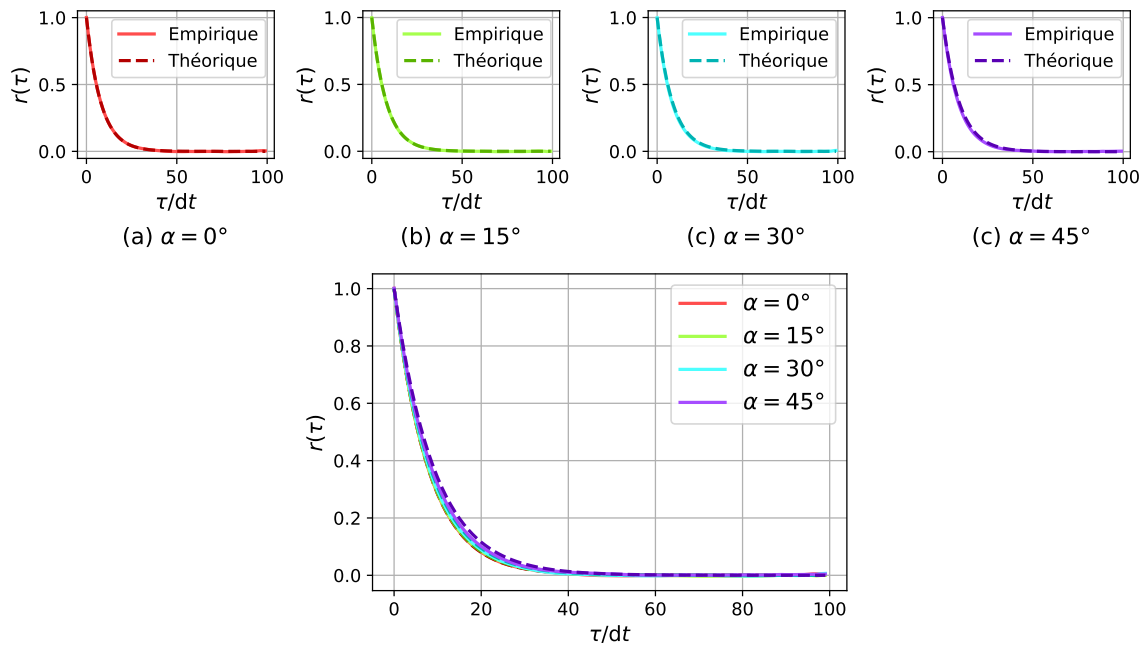 1.0
0.5
0.0
r(τ)
Empirique
Théorique
0
50
100
τ/dt
(a) α = 0°
1.0
0.5
0.0
r(τ)
Empirique
Théorique
0
50
100
τ/dt
(b) α = 15°
1.0
0.5
0.0
r(τ)
Empirique
Théorique
0
50
100
τ/dt
(c) α = 30°
1.0
0.5
0.0
r(τ)
Empirique
Théorique
0
50
100
τ/dt
(c) α = 45°
1.0
0.8
0.6
0.4
0.2
0.0
r(τ)
α = 0°
α = 15°
α = 30°
α = 45°
0
20
40
60
80
100
τ/dt